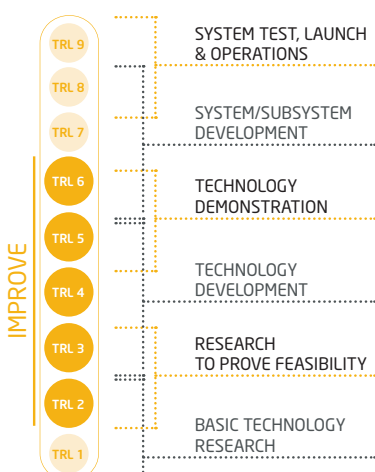 TRL 9
TRL 8
TRL 7
TRL 6
TRL 5
TRL 4
TRL 3
TRL 2
TRL 1
IMPROVE
SYSTEM TEST, LAUNCH
& OPERATIONS
SYSTEM/SUBSYSTEM
DEVELOPMENT
TECHNOLOGY
DEMONSTRATION
TECHNOLOGY
DEVELOPMENT
RESEARCH
TO PROVE FEASIBILITY
BASIC TECHNOLOGY
RESEARCH